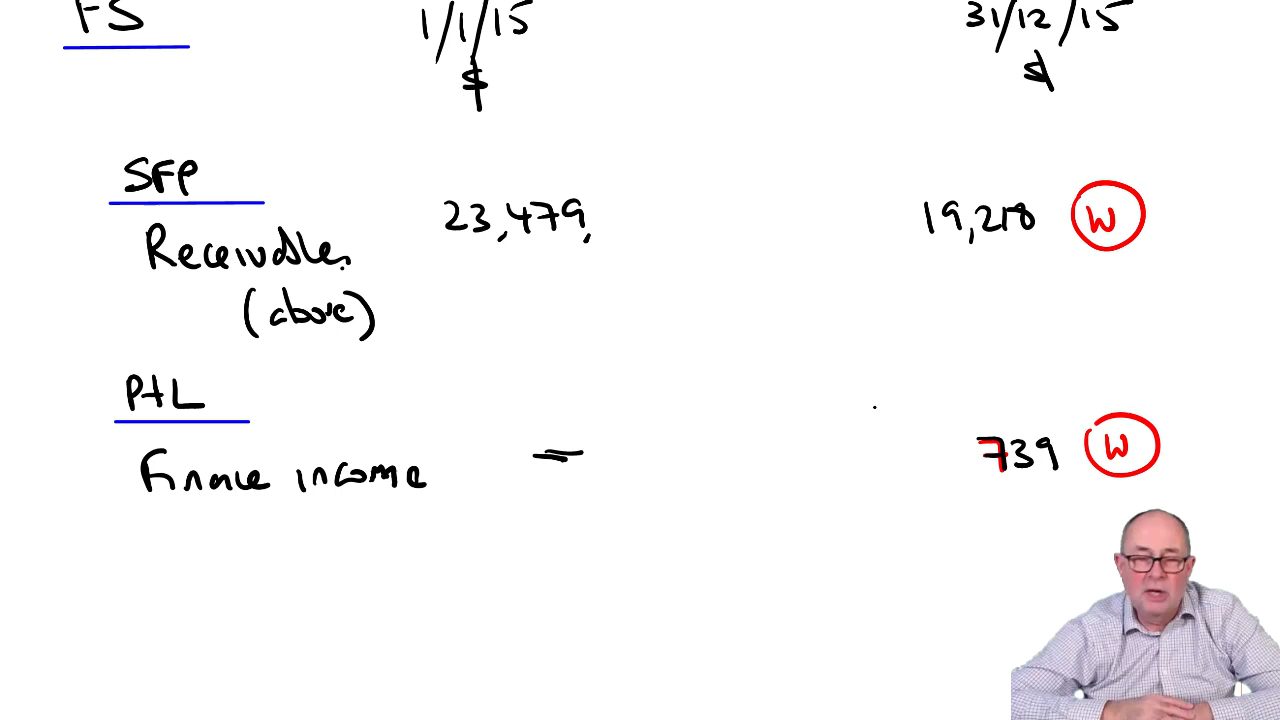 FS 1/1/15 31/12/15
$ $
SFP
Receivables 23,479, 19,218 W
(above)
P+L
Finance income = 739 W